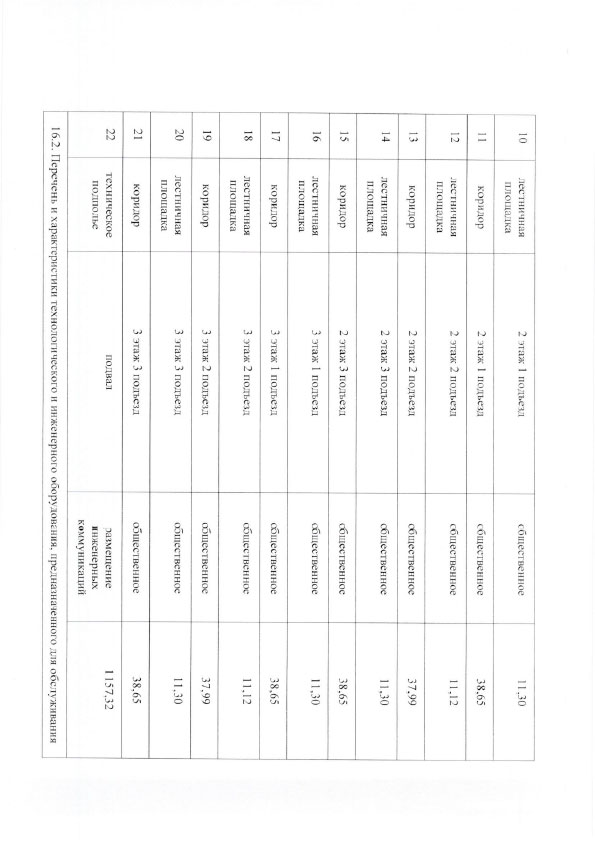 10 лестничная 2 этаж 1 подъезд общественное 11,30
площадка
11 коридор 2 этаж 1 подъезд общественное 38,65
12 лестничная 2 этаж 2 подъезд общественное 11,12
площадка
13 коридор 2 этаж 2 подъезд общественное 37,99
14 лестничная 2 этаж 3 подъезд общественное 11,30
площадка
15 коридор 2 этаж 3 подъезд общественное 38,65
16 лестничная 3 этаж 1 подъезд общественное 11,30
площадка
17 коридор 3 этаж 1 подъезд общественное 38,65
18 лестничная 3 этаж 2 подъезд общественное 11,12
площадка
19 коридор 3 этаж 2 подъезд общественное 37,99
20 лестничная 3 этаж 3 подъезд общественное 11,30
площадка
21 коридор 3 этаж 3 подъезд общественное 38,65
22 техническое подвал размещение 1157,32
подполье инженерных
коммуникаций
16.2. Перечень и характеристики технологического и инженерного оборудования, предназначенного для обслуживания